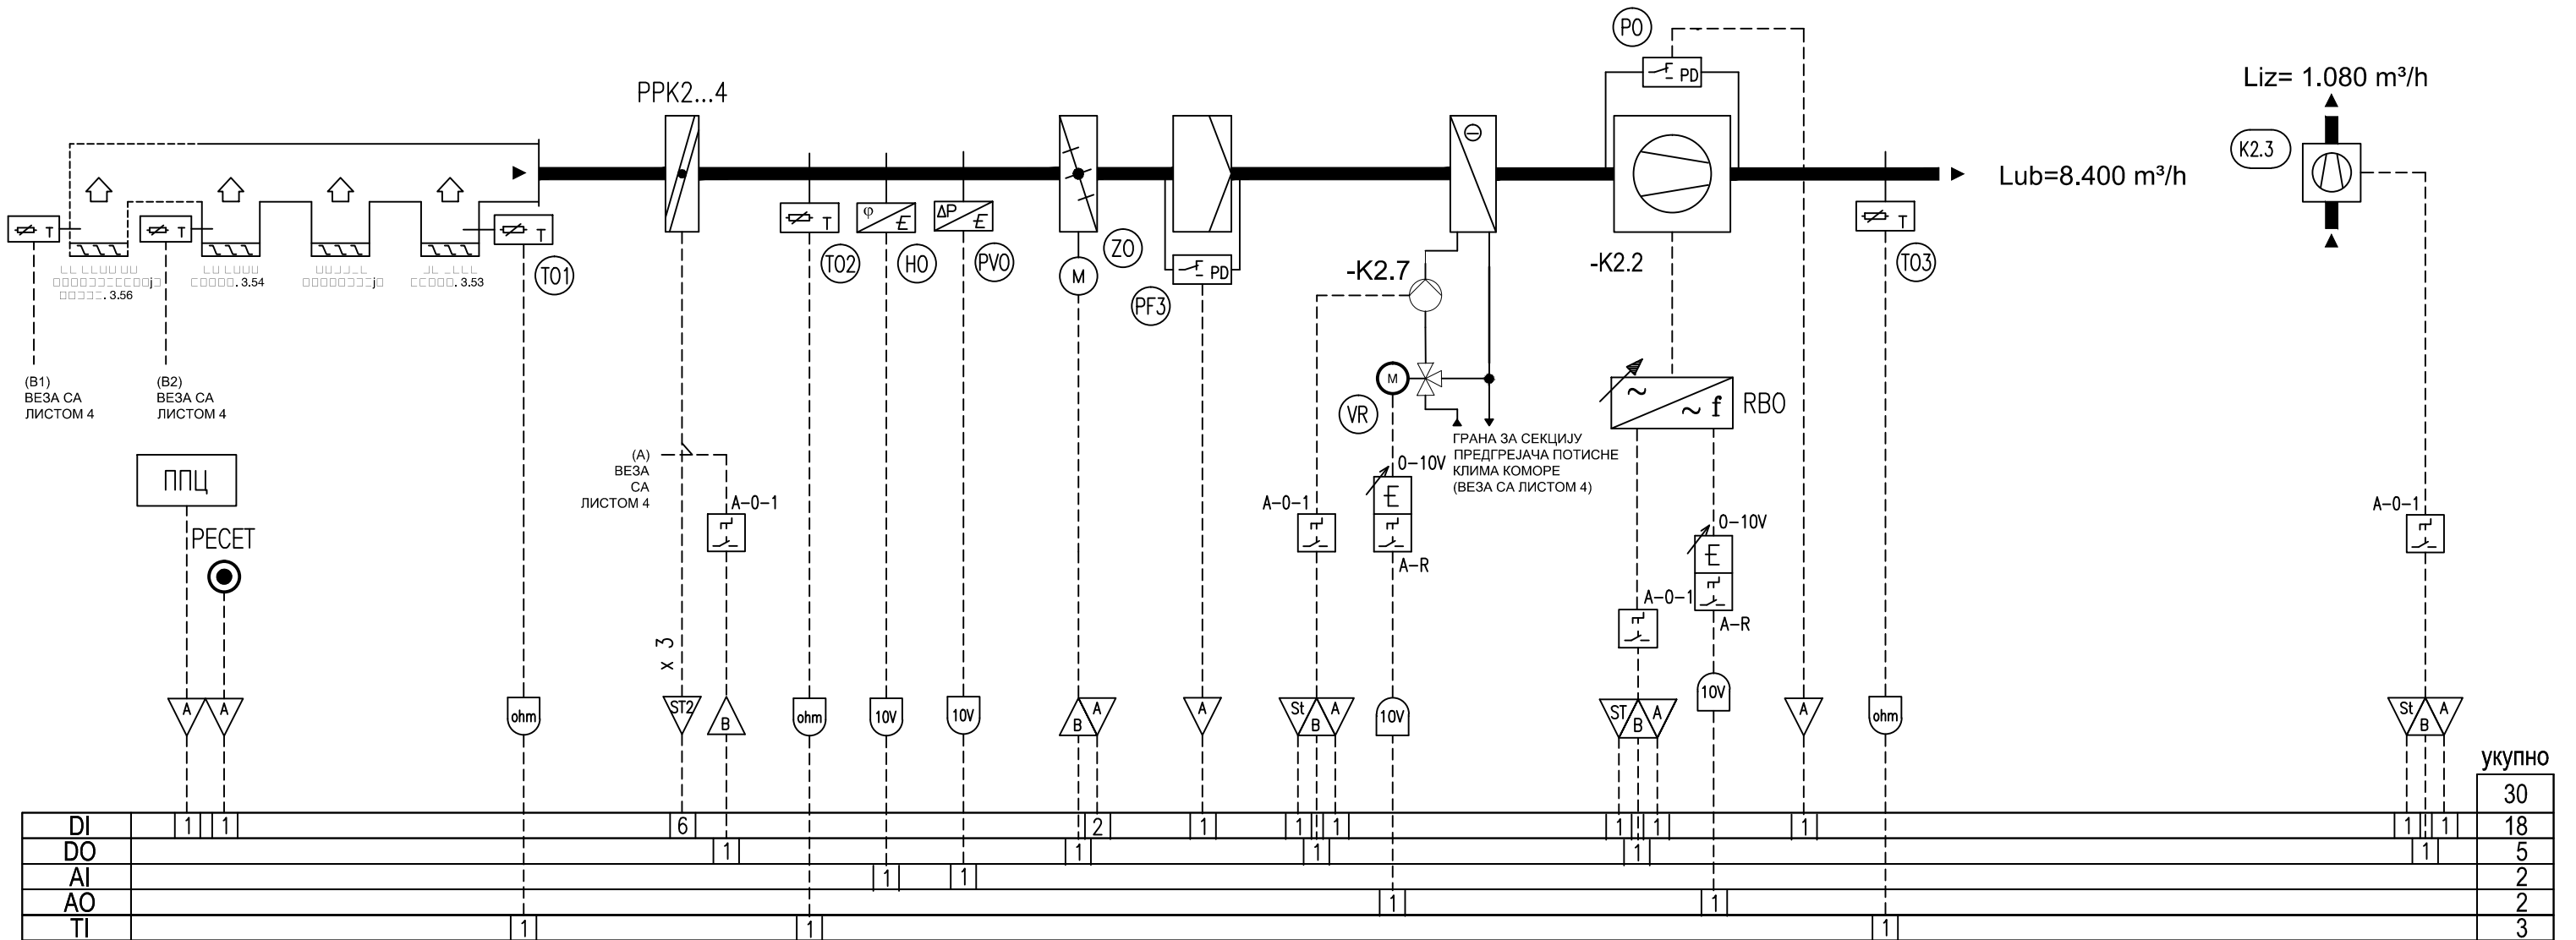 PO
Liz= 1.080 m³/h
PPK2...4
PD
K2.3
Lub=8.400 m³/h
T
T
T
T
φ
E
ΔP
E
T
TO1
TO2
HO
PVO
ZO
M
PD
PF3
-K2.7
-K2.2
TO3
. 3.56
. 3.54
. 3.53
(B1)
ВЕЗА СА
ЛИСТОМ 4
(B2)
ВЕЗА СА
ЛИСТОМ 4
M
VR
~
~ f
RBO
ГРАНА ЗА СЕКЦИЈУ
ПРЕДГРЕЈАЧА ПОТИСНЕ
КЛИМА КОМОРЕ
(ВЕЗА СА ЛИСТОМ 4)
(A)
ВЕЗА
СА
ЛИСТОМ 4
ППЦ
РЕСЕТ
A-0-1
A-0-1
0-10V
E
A-R
A-0-1
0-10V
E
A-R
A-0-1
x 3
A
A
ohm
ST2
B
ohm
10V
10V
B
A
A
St
B
A
10V
ST
B
A
10V
A
ohm
St
B
A
укупно
30
DI 1 1 6 2 1 1 1 1 1 1 1 1 18
DO 1 1 1 1 1 5
AI 1 1 2
AO 1 1 2
TI 1 1 1 3